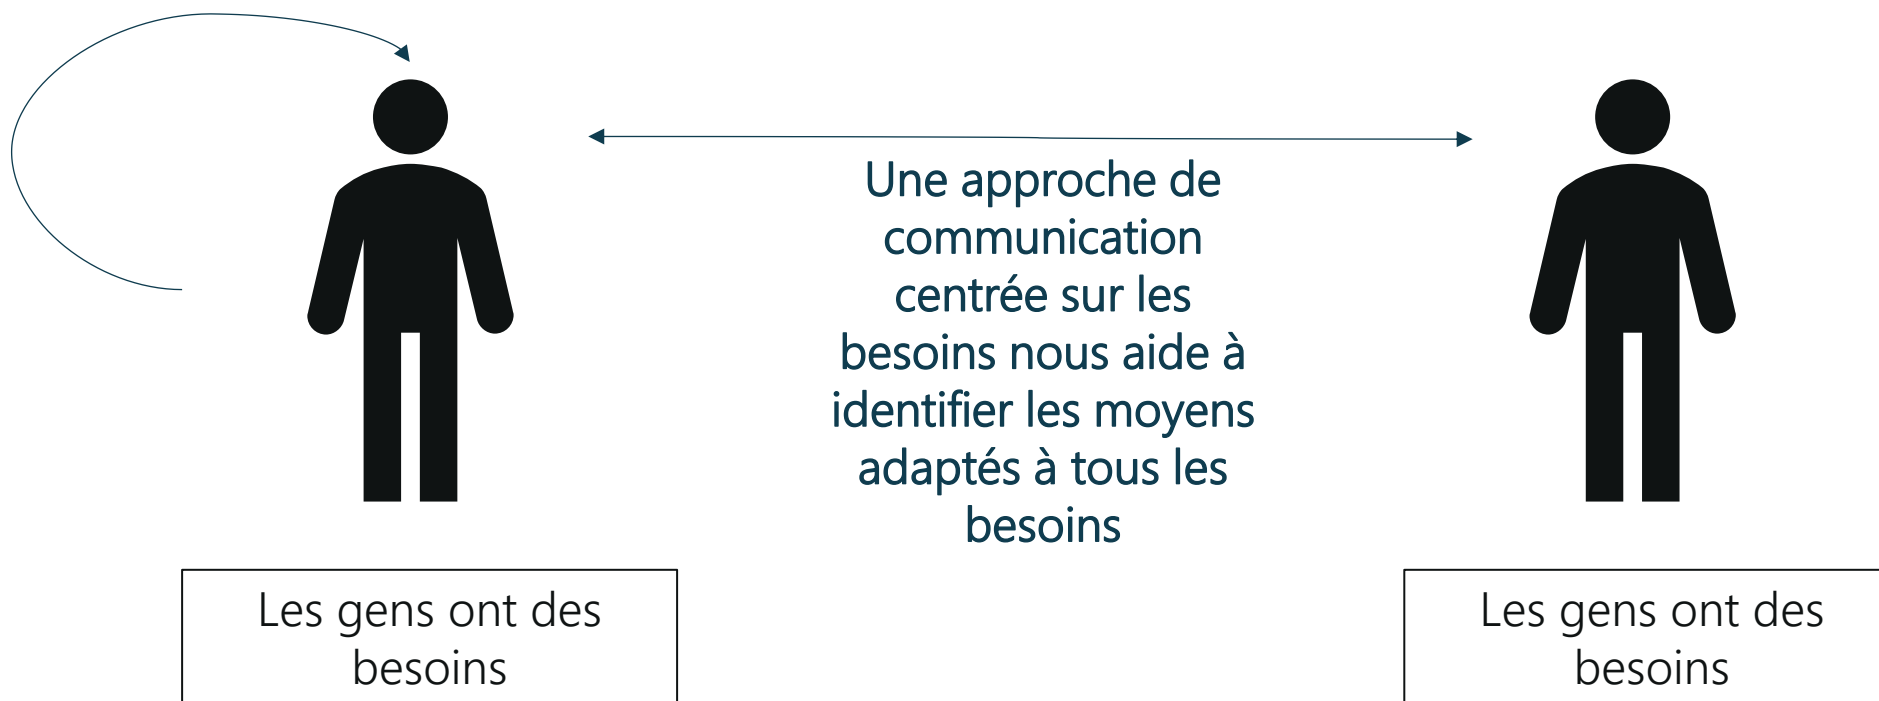 Une approche de
communication
centrée sur les
besoins nous aide à
identifier les moyens
adaptés à tous les
besoins
Les gens ont des
besoins
Les gens ont des
besoins